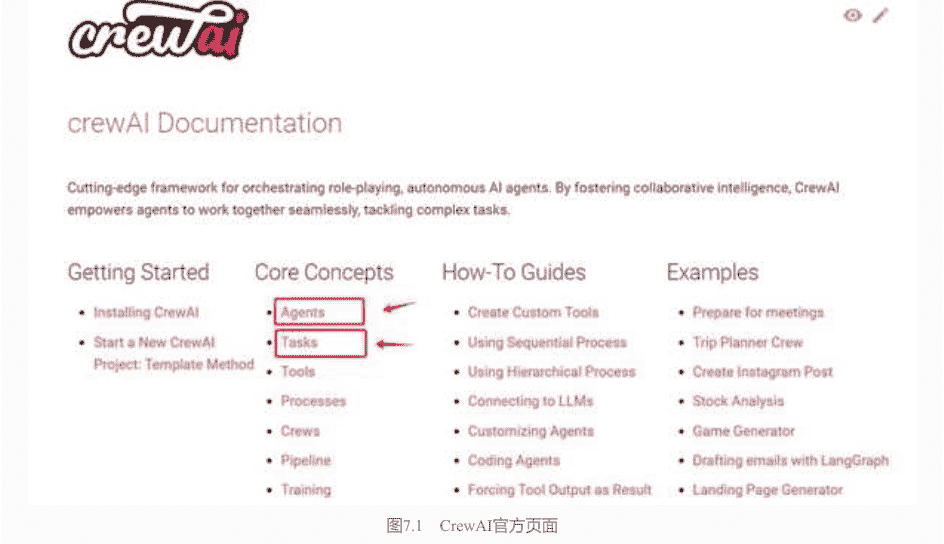 crewai
crewAI Documentation
Cutting-edge framework for orchestrating role-playing, autonomous AI agents. By fostering collaborative intelligence, CrewAI
empowers agents to work together seamlessly, tackling complex tasks.
Getting Started
• Installing CrewAI
• Start a New CrewAI
Project: Template Method
Core Concepts
• Agents
• Tasks
• Tools
• Processes
• Crews
• Pipeline
• Training
How-To Guides
• Create Custom Tools
• Using Sequential Process
• Using Hierarchical Process
• Connecting to LLMs
• Customizing Agents
• Coding Agents
• Forcing Tool Output as Result
Examples
• Prepare for meetings
• Trip Planner Crew
• Create Instagram Post
• Stock Analysis
• Game Generator
• Drafting emails with LangGraph
• Landing Page Generator
图7.1 CrewAI官方页面